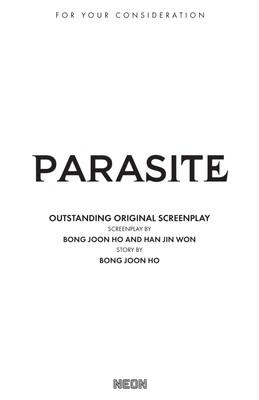 FOR YOUR CONSIDERATION
PARASITE
OUTSTANDING ORIGINAL SCREENPLAY
SCREENPLAY BY
BONG JOON HO AND HAN JIN WON
STORY BY
BONG JOON HO
NEON